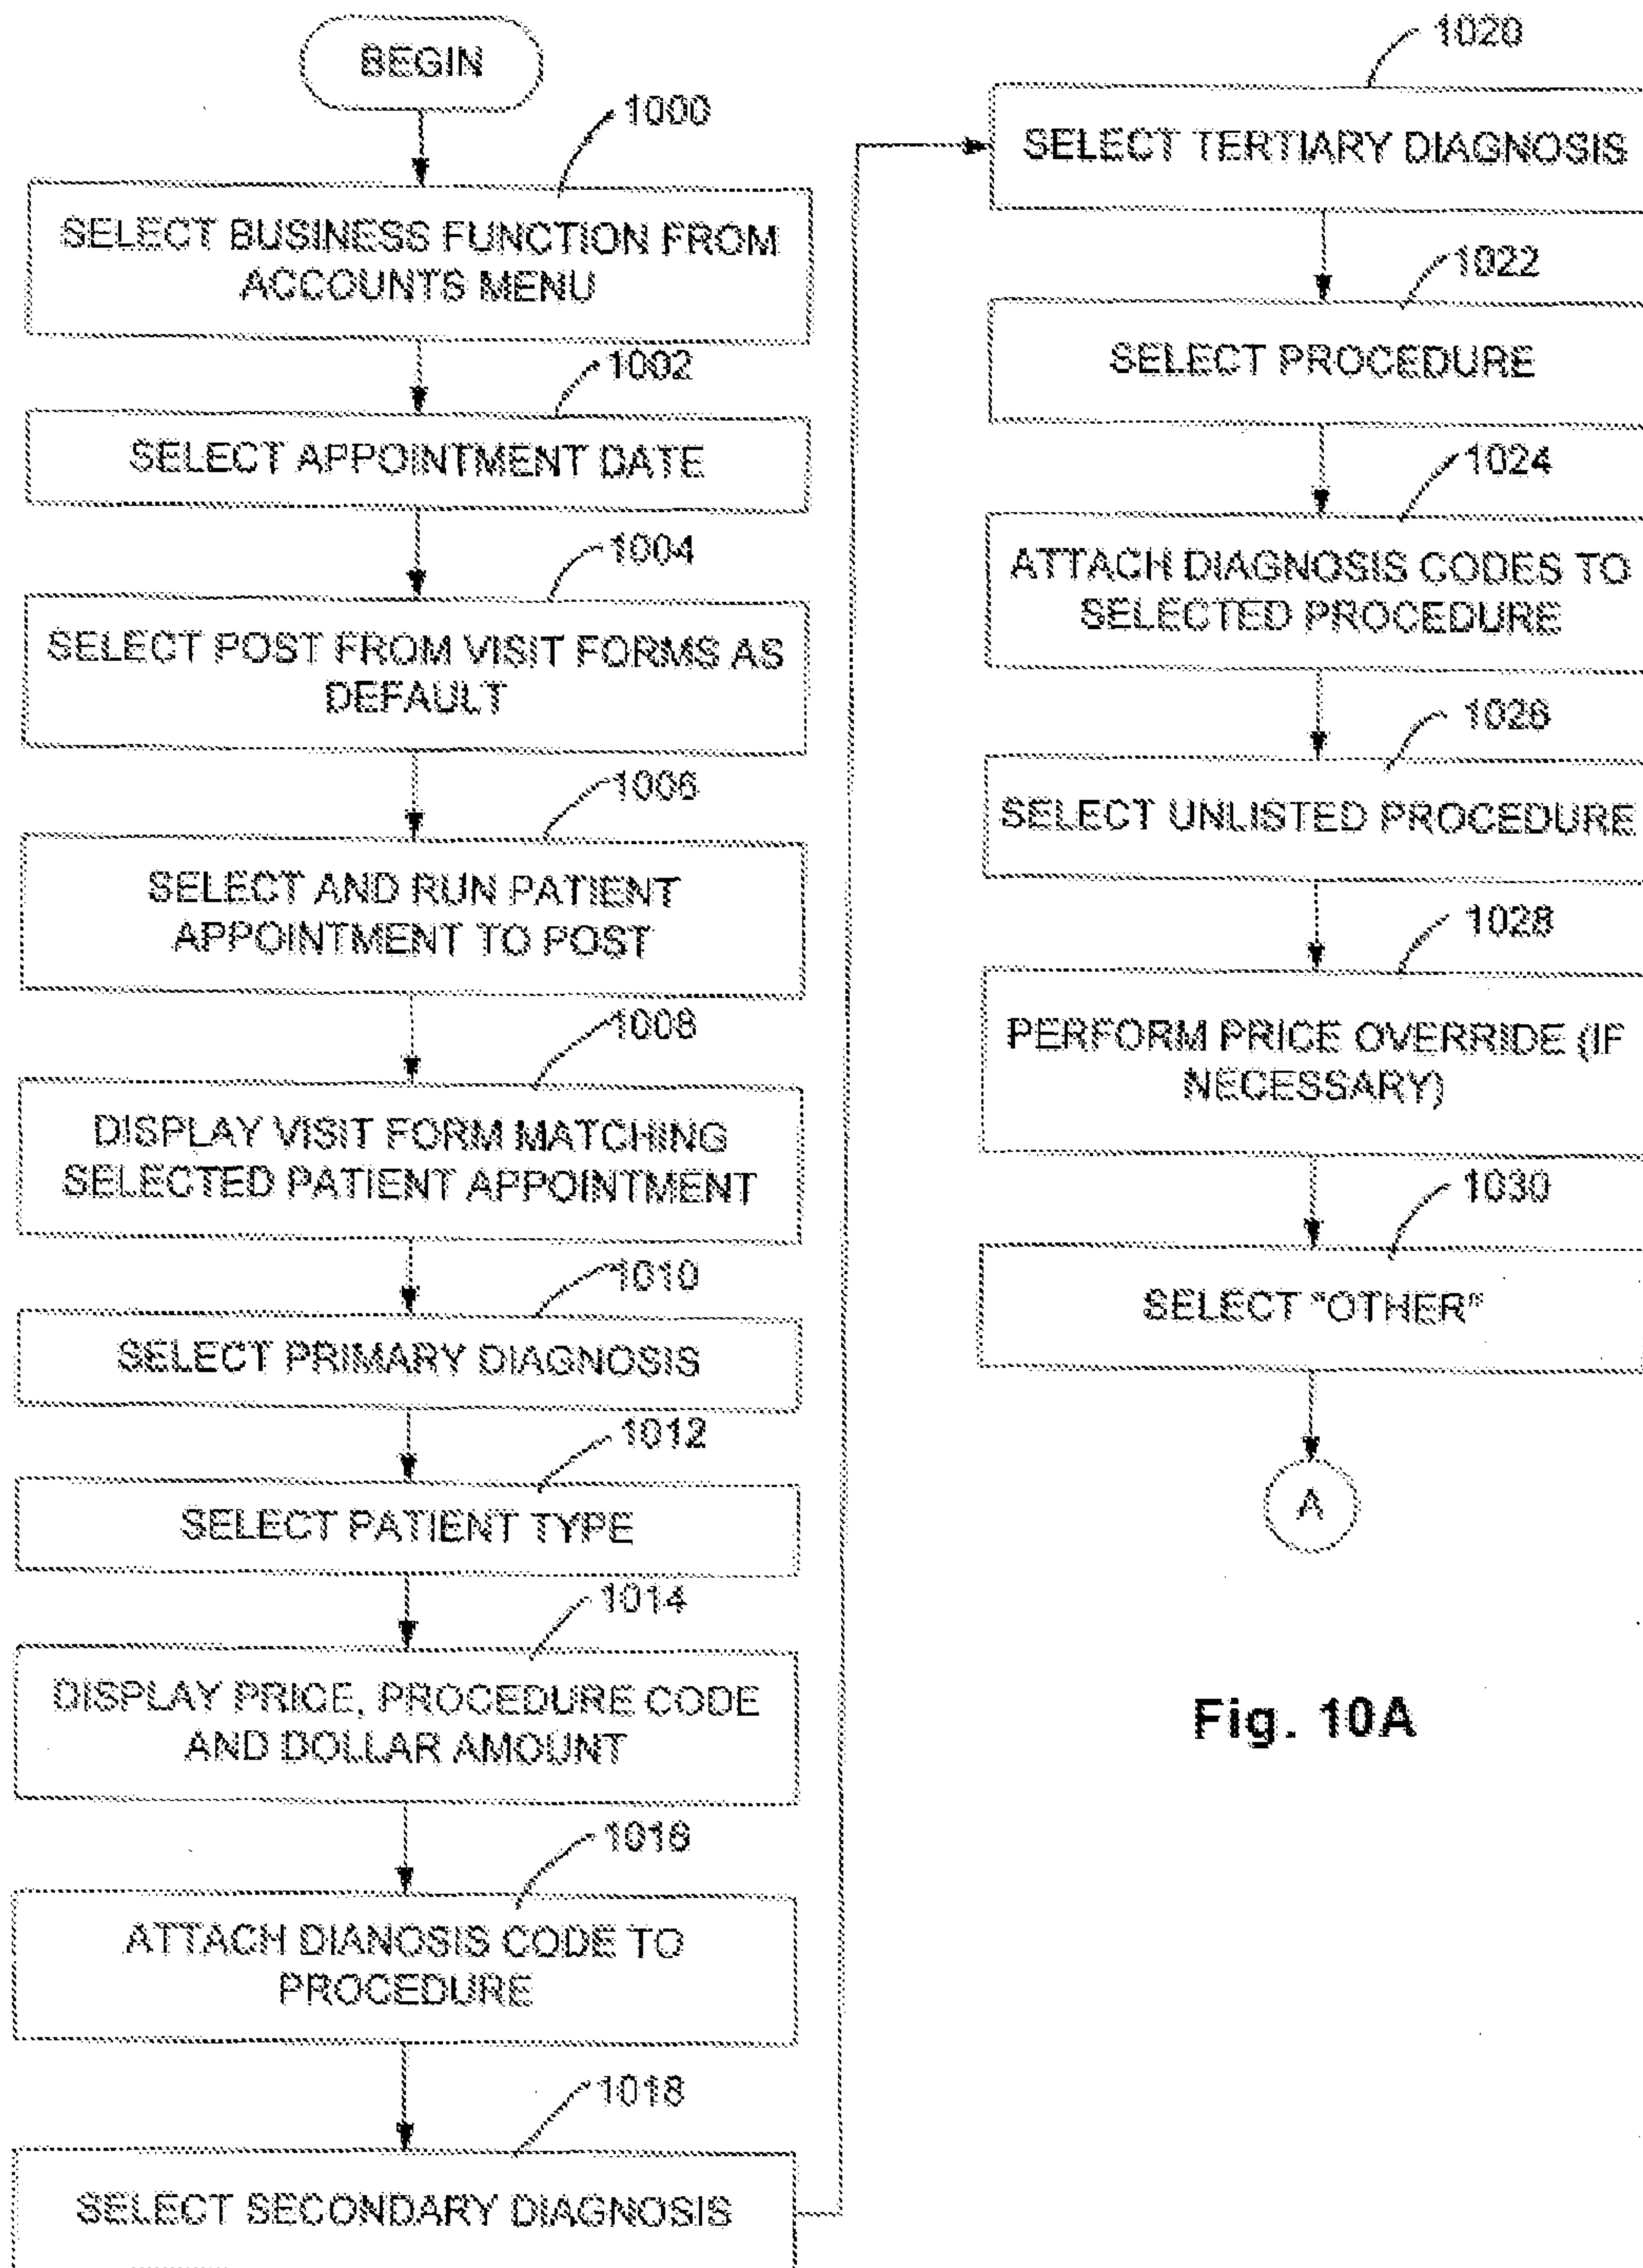 BEGIN
1000
SELECT BUSINESS FUNCTION FROM
ACCOUNTS MENU
1002
SELECT APPOINTMENT DATE
1004
SELECT POST FROM VISIT FORMS AS
DEFAULT
1006
SELECT AND RUN PATIENT
APPOINTMENT TO POST
1008
DISPLAY VISIT FORM MATCHING
SELECTED PATIENT APPOINTMENT
1010
SELECT PRIMARY DIAGNOSIS
1012
SELECT PATIENT TYPE
1014
DISPLAY PRICE, PROCEDURE CODE
AND DOLLAR AMOUNT
1016
ATTACH DIANOSIS CODE TO
PROCEDURE
1018
SELECT SECONDARY DIAGNOSIS
1020
SELECT TERTIARY DIAGNOSIS
1022
SELECT PROCEDURE
1024
ATTACH DIAGNOSIS CODES TO
SELECTED PROCEDURE
1026
SELECT UNLISTED PROCEDURE
1028
PERFORM PRICE OVERRIDE (IF
NECESSARY)
1030
SELECT "OTHER"
A
Fig. 10A